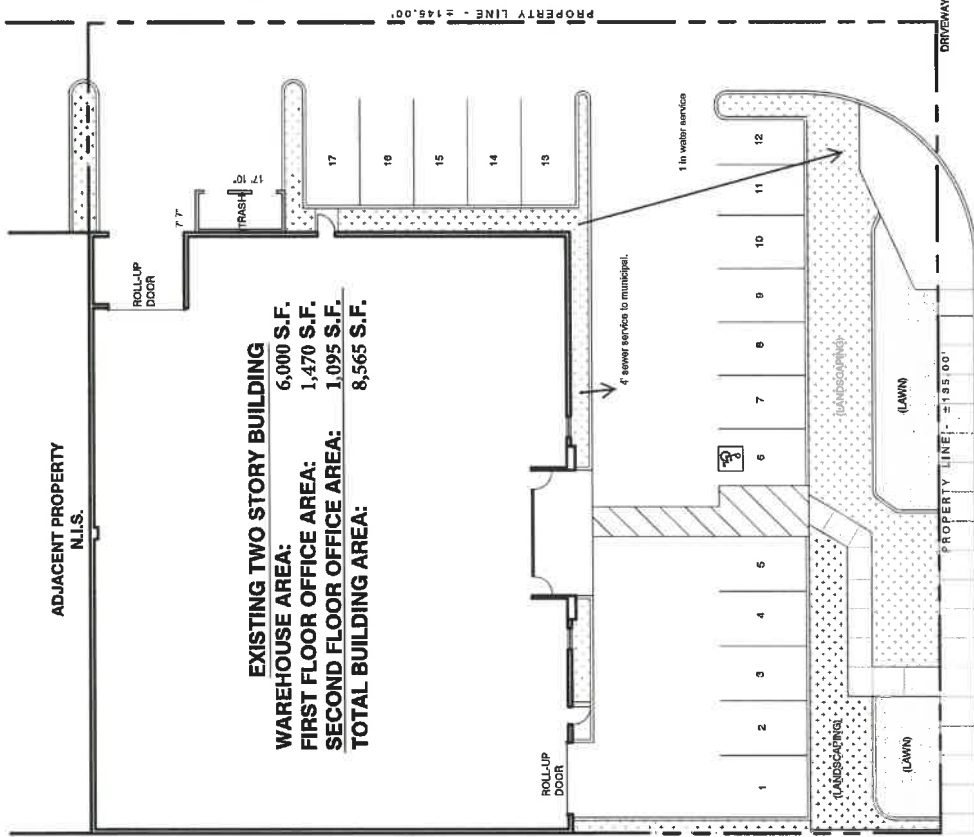 PROPERTY LINE - ±145.00'
ADJACENT PROPERTY
N.I.S.
ROLL-UP
DOOR
7' 7"
TRASH
17' 10"
17
16
15
14
13
EXISTING TWO STORY BUILDING
WAREHOUSE AREA: 6,000 S.F.
FIRST FLOOR OFFICE AREA: 1,470 S.F.
SECOND FLOOR OFFICE AREA: 1,095 S.F.
TOTAL BUILDING AREA: 8,565 S.F.
1 in water service
4" sewer service to municipal.
ROLL-UP
DOOR
1
2
3
4
5
6
7
8
9
10
11
12
(LANDSCAPING)
(LANDSCAPING)
(LAWN)
(LAWN)
PROPERTY LINE - ±135.00'
DRIVEWAY